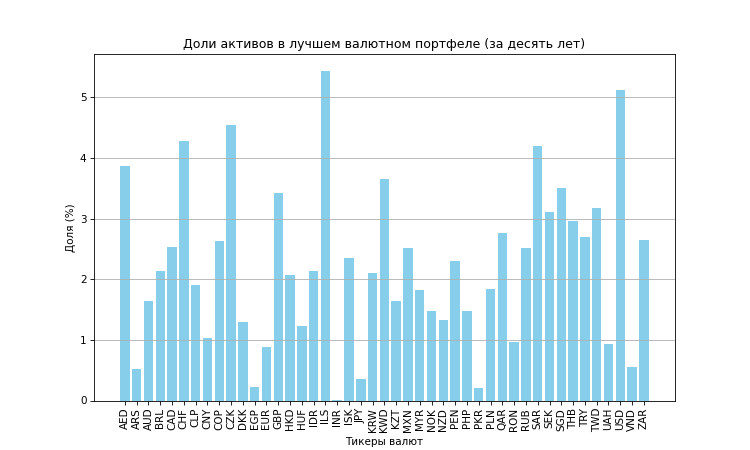 Доли активов в лучшем валютном портфеле (за десять лет)
Доля (%)
5
4
3
2
1
0
AED ARS AUD BRL CAD CHF CLP CNY COP CZK DKK EGP EUR GBP HKD HUF IDR ILS INR ISK JPY KRW KWD KZT MXN MYR NOK NZD PEN PHP PKR PLN QAR RON RUB SAR SEK SGD THB TRY TWD UAH USD VND ZAR
Тикеры валют